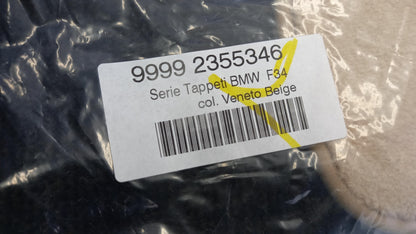 9999 2355346
Serie Tappeti BMW F34
col. Veneto Beige